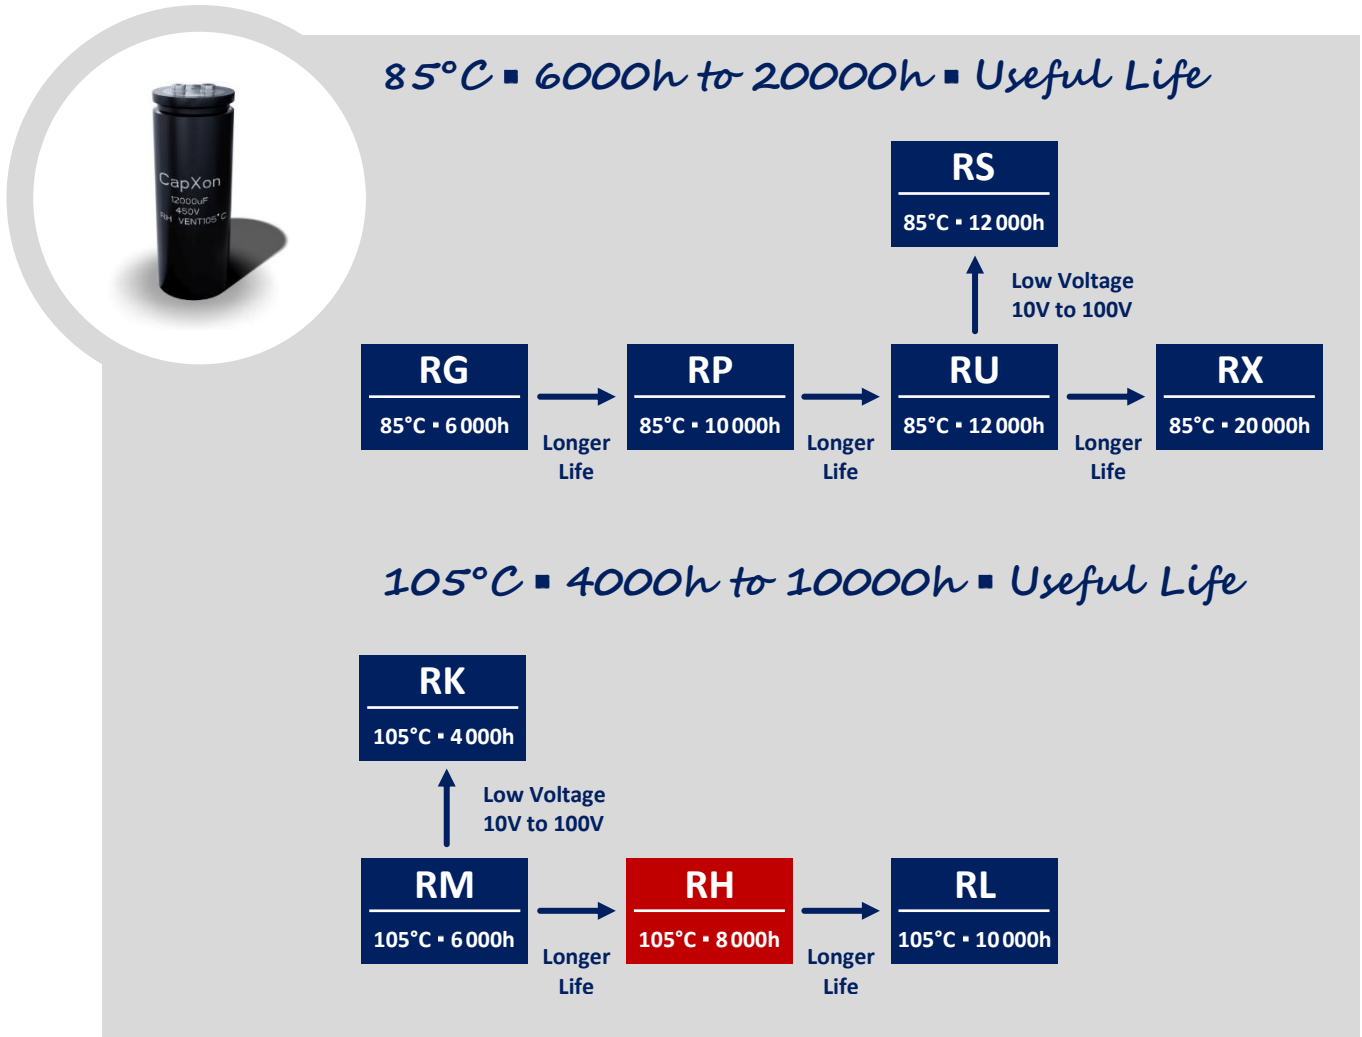 85°C ▪ 6000h to 20000h ▪ Useful Life
CapXon
12000uF
450V
RH VENT105°C
RS
85°C ▪ 12 000h
Low Voltage
10V to 100V
RG
85°C ▪ 6 000h
Longer
Life
RP
85°C ▪ 10 000h
Longer
Life
RU
85°C ▪ 12 000h
Longer
Life
RX
85°C ▪ 20 000h
105°C ▪ 4000h to 10000h ▪ Useful Life
RK
105°C ▪ 4 000h
Low Voltage
10V to 100V
RM
105°C ▪ 6 000h
Longer
Life
RH
105°C ▪ 8 000h
Longer
Life
RL
105°C ▪ 10 000h